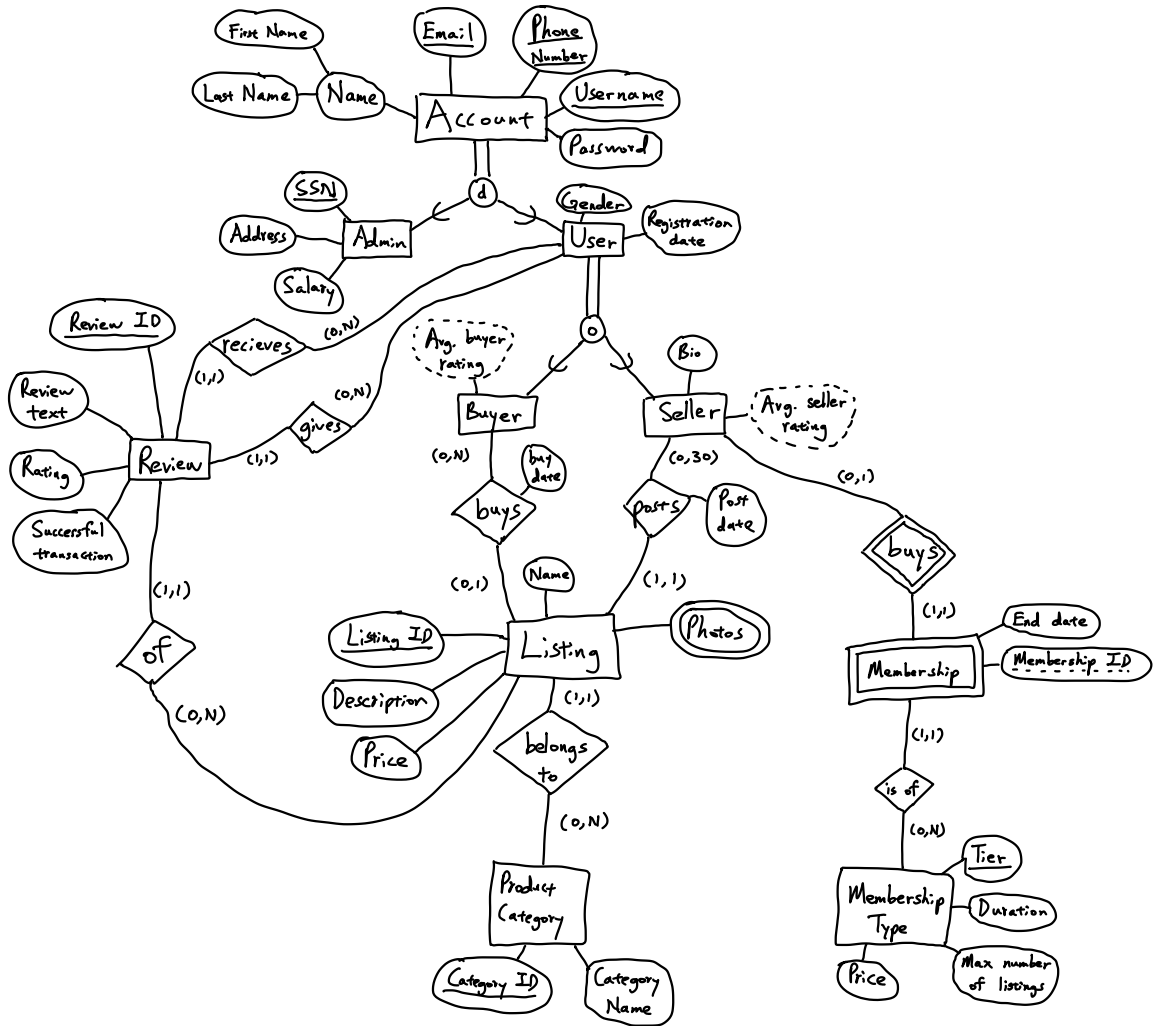 First Name
Email
Phone
Number
Last Name
Name
Username
Account
Password
SSN
d
Gender
Registration
date
Address
Admin
User
Salary
Review ID
recieves
(0,N)
Avg. buyer
rating
o
Bio
(1,1)
Review
text
(0,N)
gives
Buyer
Seller
Avg. seller
rating
Rating
Review
(1,1)
(0,N)
buy
date
(0,30)
(0,1)
Successful
transaction
buys
posts
Post
date
buys
(1,1)
(0,1)
Name
(1,1)
(1,1)
End date
of
Listing ID
Listing
Photos
Membership
Membership ID
(0,N)
Description
(1,1)
(1,1)
Price
belongs
to
is of
(0,N)
(0,N)
Tier
Product
Category
Membership
Type
Duration
Category ID
Category
Name
Price
Max number
of listings